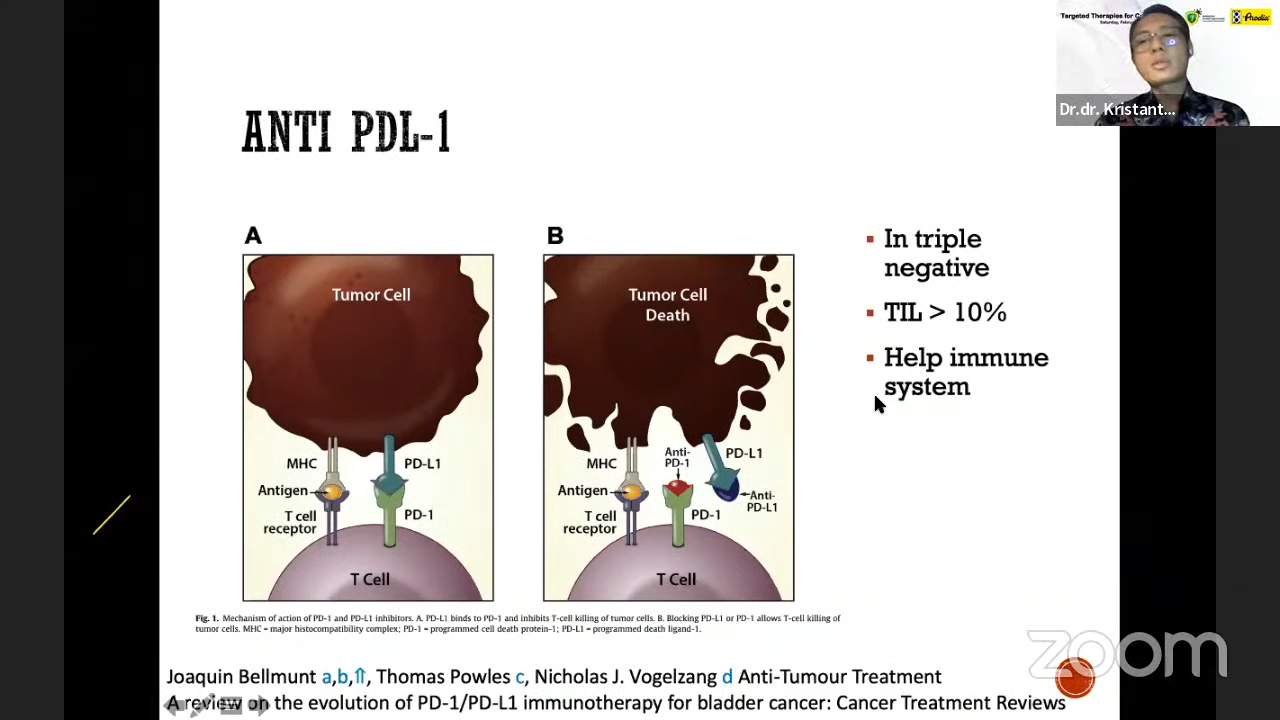 Targeted Therapies for C
Prodia
Dr.dr. Kristant...
ANTI PDL-1
A
B
Tumor Cell
MHC
PD-L1
Antigen
T cell
receptor
PD-1
T Cell
Tumor Cell
Death
MHC
Anti-
PD-1
PD-L1
Antigen
Anti-
PD-L1
T cell
receptor
PD-1
T Cell
▪ In triple
negative
▪ TIL > 10%
▪ Help immune
system
Fig. 1. Mechanism of action of PD-1 and PD-L1 inhibitors. A. PD-L1 binds to PD-1 and inhibits T-cell killing of tumor cells. B. Blocking PD-L1 or PD-1 allows T-cell killing of
tumor cells. MHC = major histocompatibility complex; PD-1 = programmed cell death protein-1; PD-L1 = programmed death ligand-1.
zoom
Joaquin Bellmunt a,b,⇑, Thomas Powles c, Nicholas J. Vogelzang d Anti-Tumour Treatment
A review on the evolution of PD-1/PD-L1 immunotherapy for bladder cancer: Cancer Treatment Reviews